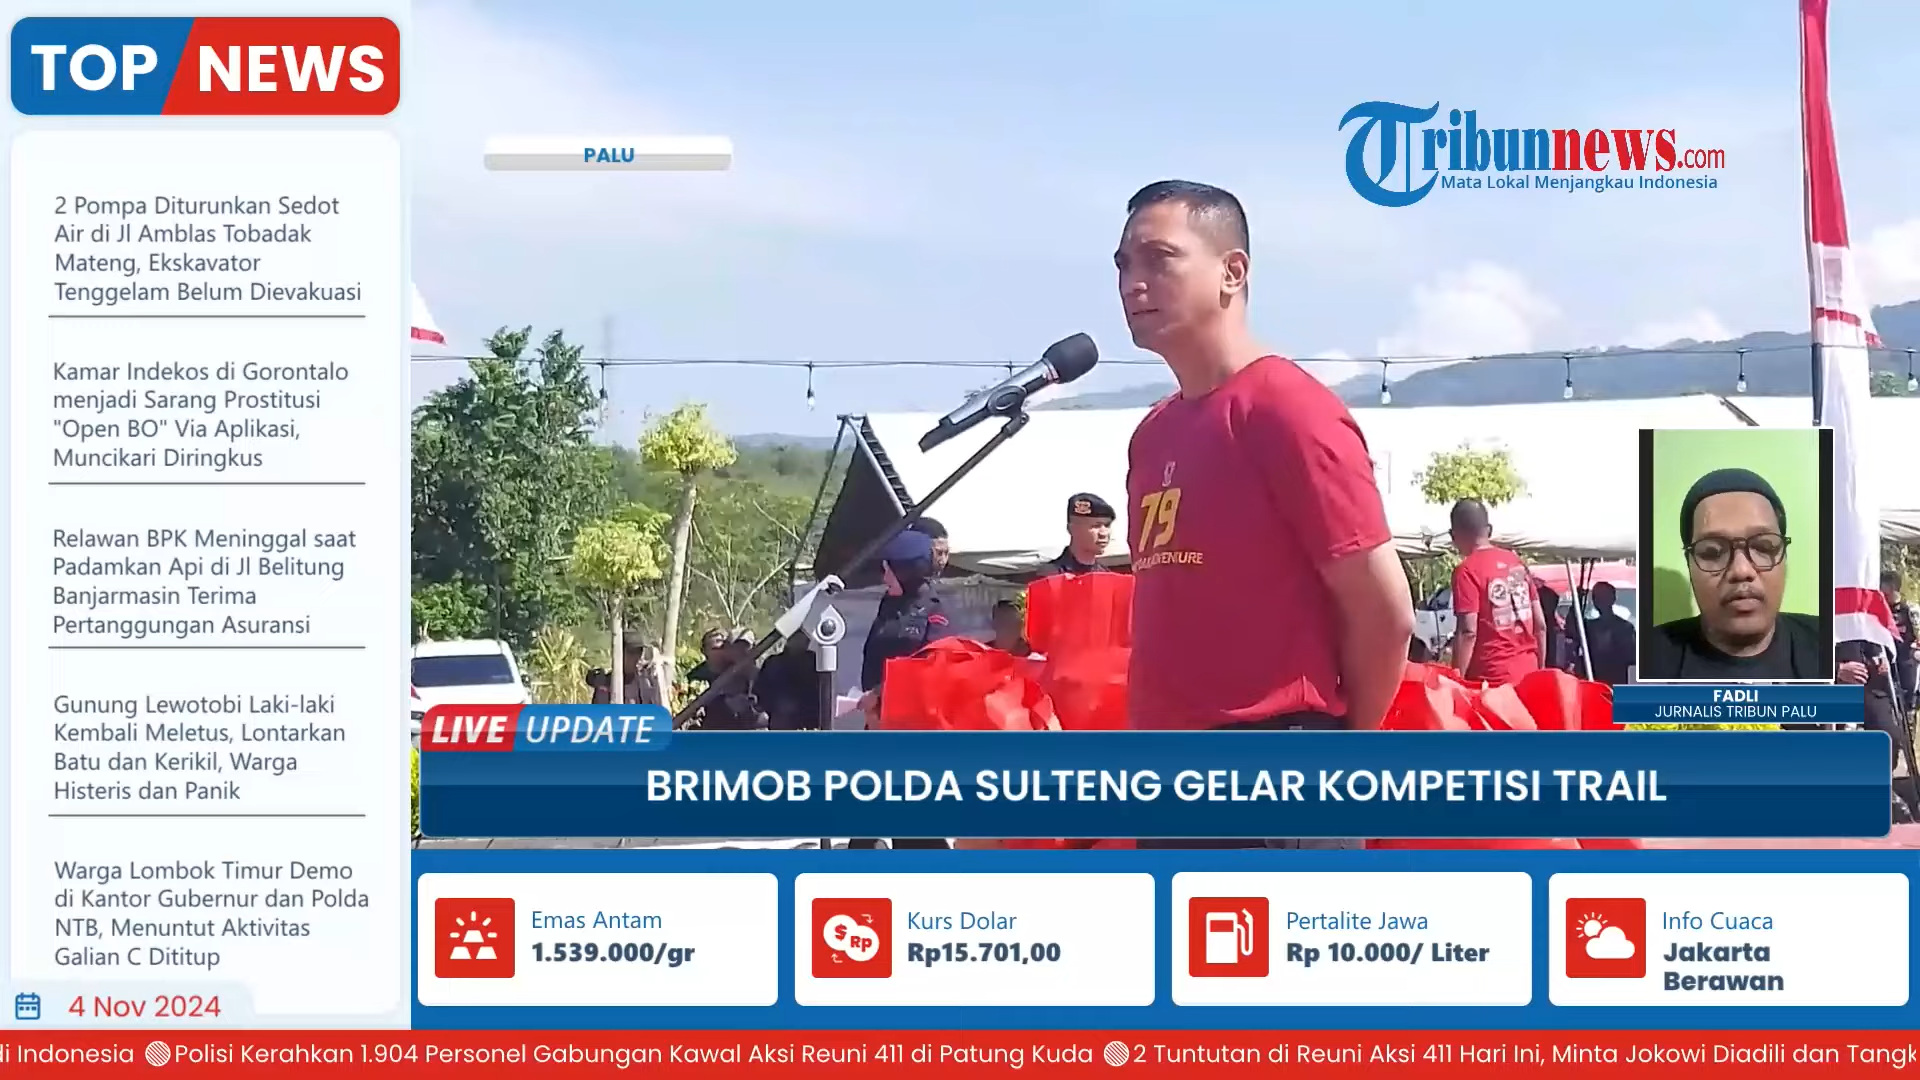 TOP NEWS
2 Pompa Diturunkan Sedot
Air di Jl Amblas Tobadak
Mateng, Ekskavator
Tenggelam Belum Dievakuasi
Kamar Indekos di Gorontalo
menjadi Sarang Prostitusi
"Open BO" Via Aplikasi,
Muncikari Diringkus
Relawan BPK Meninggal saat
Padamkan Api di Jl Belitung
Banjarmasin Terima
Pertanggungan Asuransi
Gunung Lewotobi Laki-laki
Kembali Meletus, Lontarkan
Batu dan Kerikil, Warga
Histeris dan Panik
Warga Lombok Timur Demo
di Kantor Gubernur dan Polda
NTB, Menuntut Aktivitas
Galian C Dititup
4 Nov 2024
PALU
Tribunnews.com
Mata Lokal Menjangkau Indonesia
79
FADLI
JURNALIS TRIBUN PALU
LIVE UPDATE
BRIMOB POLDA SULTENG GELAR KOMPETISI TRAIL
Emas Antam
1.539.000/gr
Kurs Dolar
Rp15.701,00
Pertalite Jawa
Rp 10.000/ Liter
Info Cuaca
Jakarta
Berawan
di Indonesia Polisi Kerahkan 1.904 Personel Gabungan Kawal Aksi Reuni 411 di Patung Kuda 2 Tuntutan di Reuni Aksi 411 Hari Ini, Minta Jokowi Diadili dan Tangk